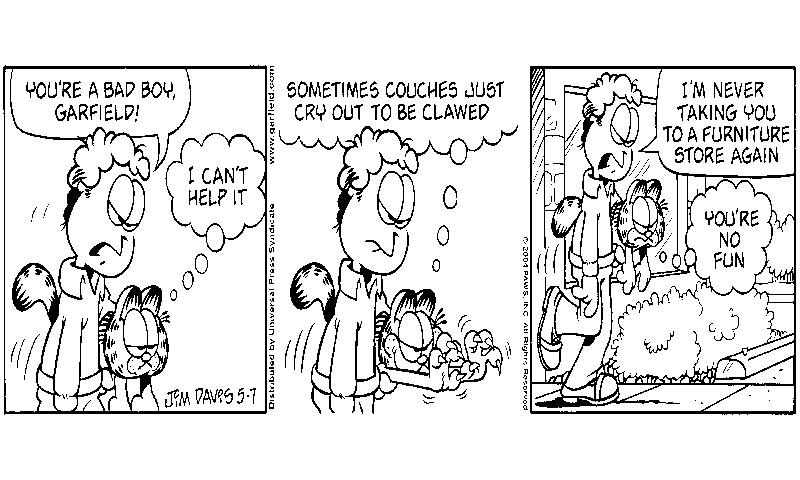 YOU'RE A BAD BOY,
GARFIELD!
I CAN'T
HELP IT
JIM DAVIS 5-7
www.garfield.com
Distributed by Universal Press Syndicate
SOMETIMES COUCHES JUST
CRY OUT TO BE CLAWED
© 2004 PAWS, INC. All Rights Reserved
I'M NEVER
TAKING YOU
TO A FURNITURE
STORE AGAIN
YOU'RE
NO
FUN